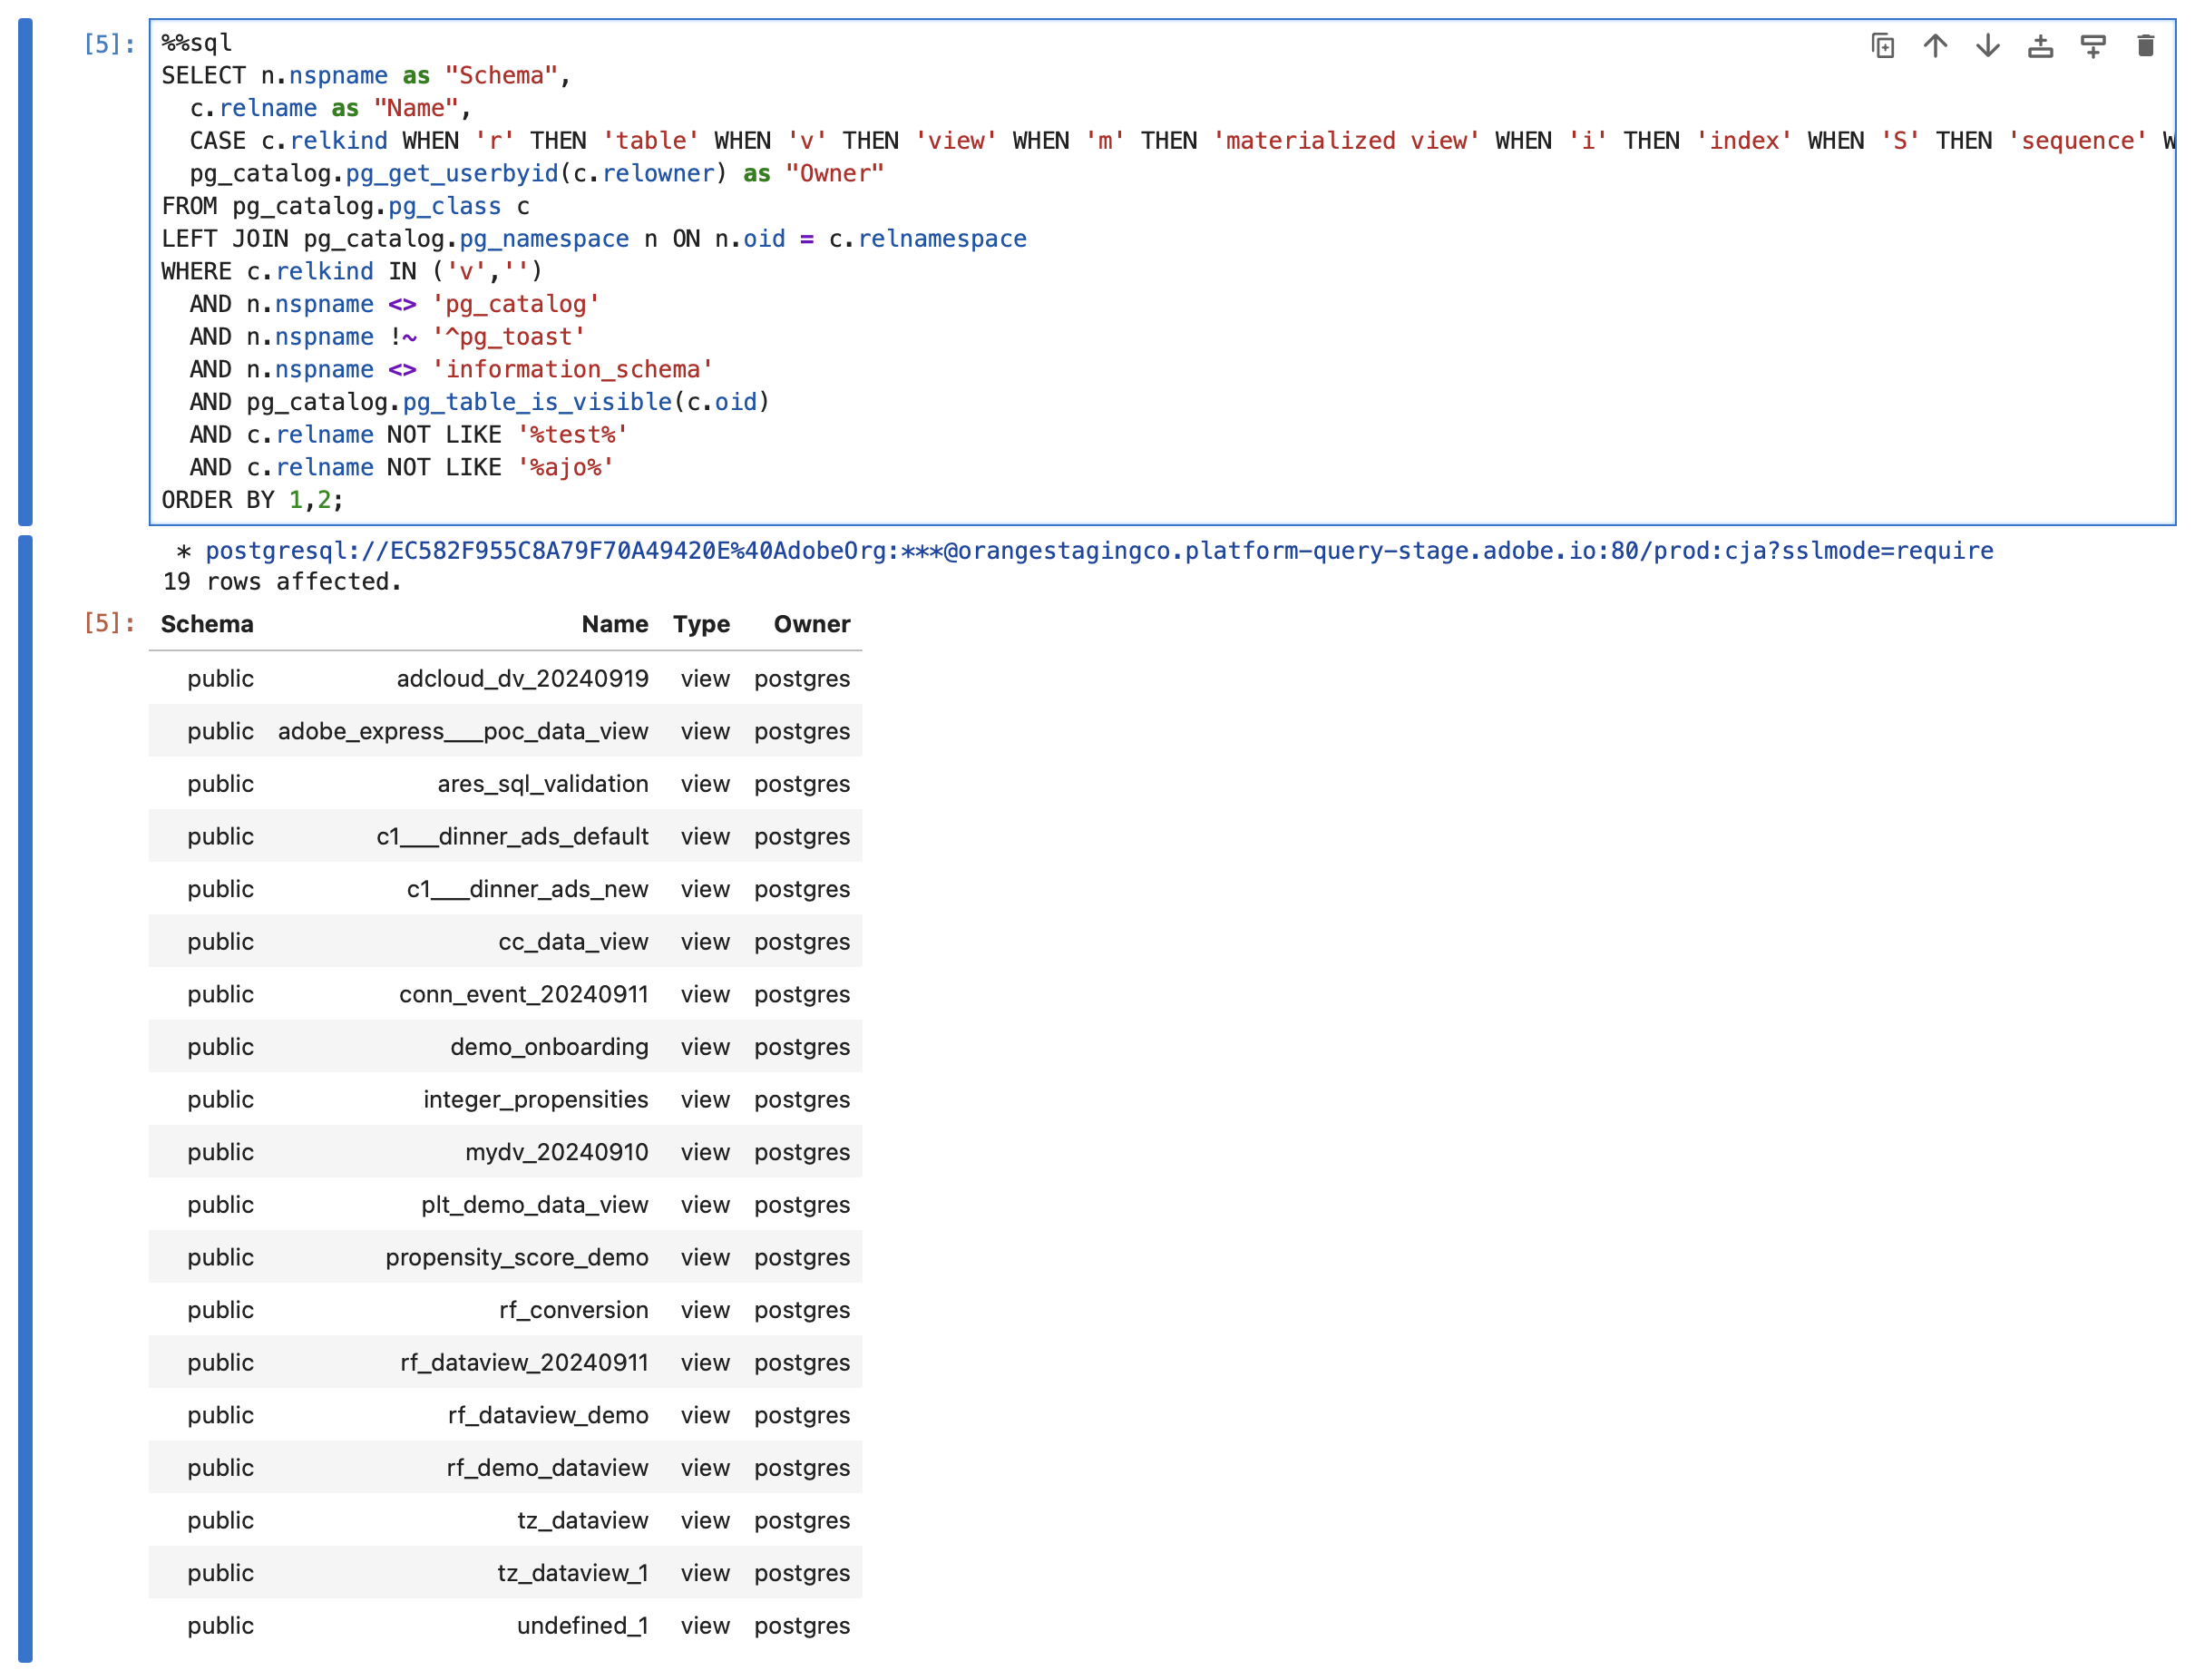 [5]: %%sql
SELECT n.nspname as "Schema",
  c.relname as "Name",
  CASE c.relkind WHEN 'r' THEN 'table' WHEN 'v' THEN 'view' WHEN 'm' THEN 'materialized view' WHEN 'i' THEN 'index' WHEN 'S' THEN 'sequence' W
  pg_catalog.pg_get_userbyid(c.relowner) as "Owner"
FROM pg_catalog.pg_class c
LEFT JOIN pg_catalog.pg_namespace n ON n.oid = c.relnamespace
WHERE c.relkind IN ('v','')
  AND n.nspname <> 'pg_catalog'
  AND n.nspname !~ '^pg_toast'
  AND n.nspname <> 'information_schema'
  AND pg_catalog.pg_table_is_visible(c.oid)
  AND c.relname NOT LIKE '%test%'
  AND c.relname NOT LIKE '%ajo%'
ORDER BY 1,2;
* postgresql://EC582F955C8A79F70A49420E%40AdobeOrg:***@orangestagingco.platform-query-stage.adobe.io:80/prod:cja?sslmode=require
19 rows affected.
[5]: Schema Name Type Owner
public adcloud_dv_20240919 view postgres
public adobe_express___poc_data_view view postgres
public ares_sql_validation view postgres
public c1___dinner_ads_default view postgres
public c1___dinner_ads_new view postgres
public cc_data_view view postgres
public conn_event_20240911 view postgres
public demo_onboarding view postgres
public integer_propensities view postgres
public mydv_20240910 view postgres
public plt_demo_data_view view postgres
public propensity_score_demo view postgres
public rf_conversion view postgres
public rf_dataview_20240911 view postgres
public rf_dataview_demo view postgres
public rf_demo_dataview view postgres
public tz_dataview view postgres
public tz_dataview_1 view postgres
public undefined_1 view postgres